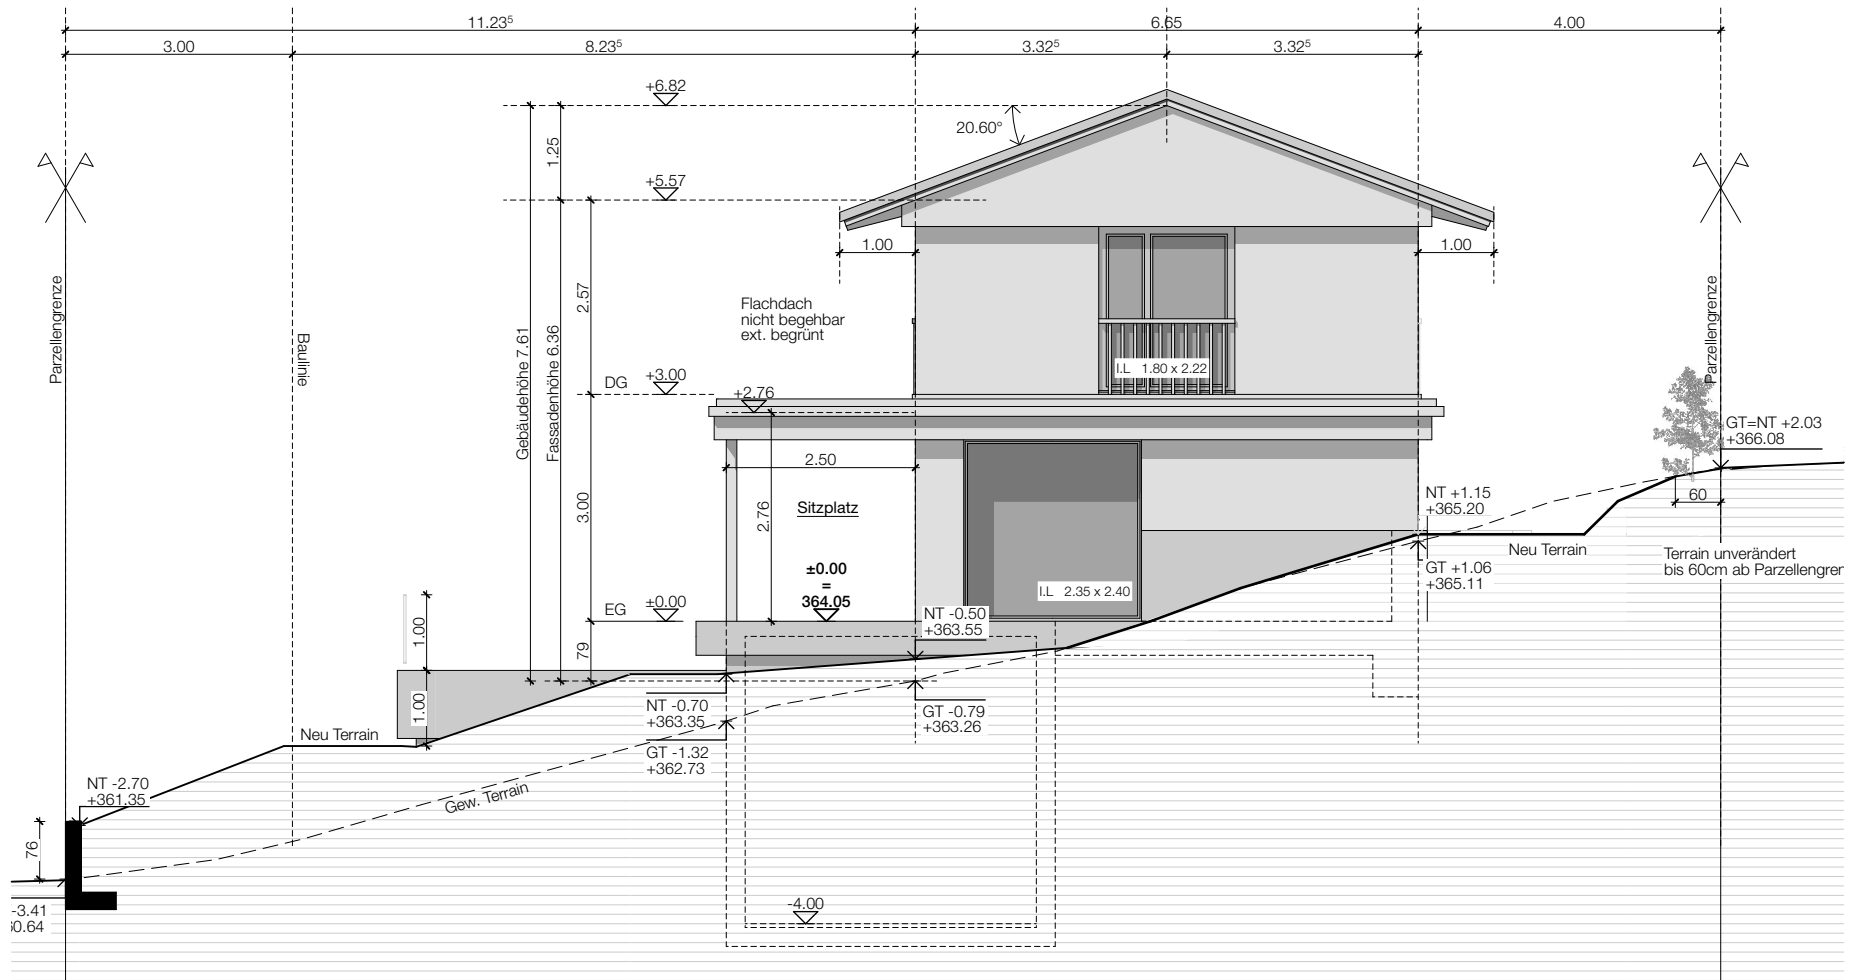 11.23⁵
6.65
4.00
3.00
8.23⁵
3.32⁵
3.32⁵
+6.82
20.60°
1.25
+5.57
1.00
1.00
Parzellengrenze
Baulinie
Gebäudehöhe 7.61
Fassadenhöhe 6.36
2.57
Flachdach
nicht begehbar
ext. begrünt
Parzellengrenze
I.L 1.80 x 2.22
DG
+3.00
+2.76
GT=NT +2.03
+366.08
2.50
3.00
2.76
Sitzplatz
60
NT +1.15
+365.20
Neu Terrain
Terrain unverändert
bis 60cm ab Parzellengren
±0.00
=
364.05
GT +1.06
+365.11
I.L 2.35 x 2.40
EG
±0.00
NT -0.50
+363.55
1.00
79
1.00
NT -0.70
+363.35
GT -0.79
+363.26
Neu Terrain
GT -1.32
+362.73
NT -2.70
+361.35
Gew. Terrain
76
-4.00
-3.41
0.64